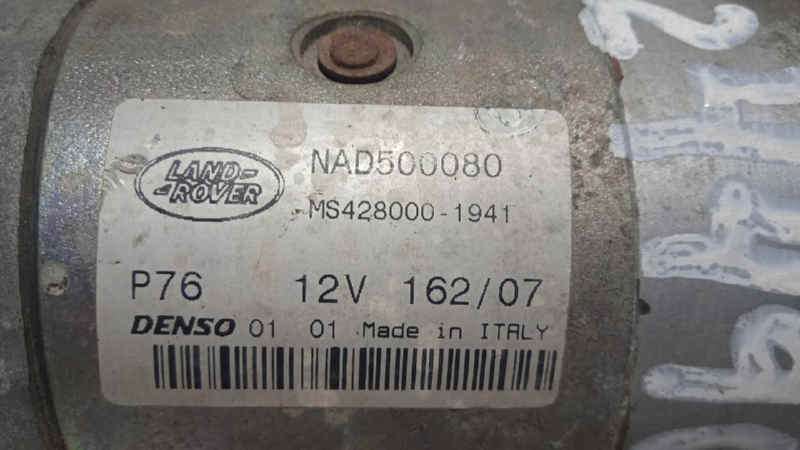 LAND-
-ROVER
NAD500080
MS428000-1941
P76 12V 162/07
DENSO 01 01 Made in ITALY